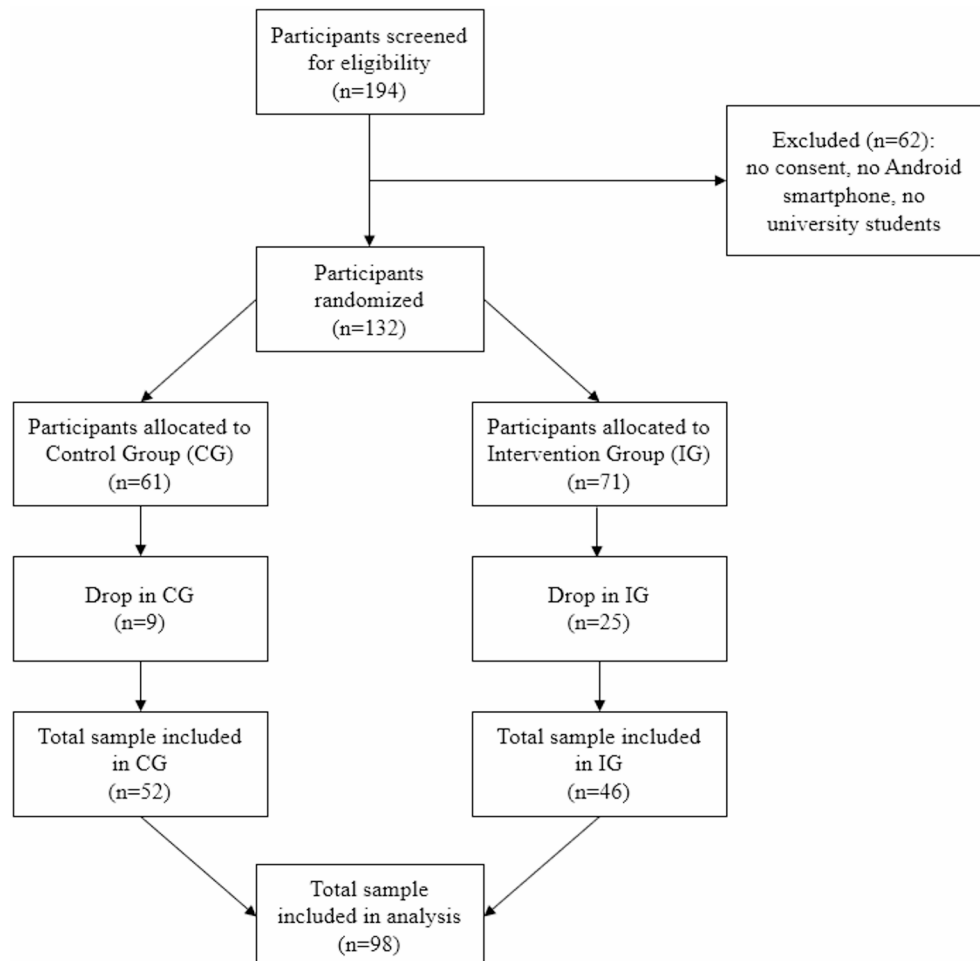 Participants screened
for eligibility
(n=194)
Excluded (n=62):
no consent, no Android
smartphone, no
university students
Participants
randomized
(n=132)
Participants allocated to
Control Group (CG)
(n=61)
Participants allocated to
Intervention Group (IG)
(n=71)
Drop in CG
(n=9)
Drop in IG
(n=25)
Total sample included
in CG
(n=52)
Total sample included
in IG
(n=46)
Total sample
included in analysis
(n=98)